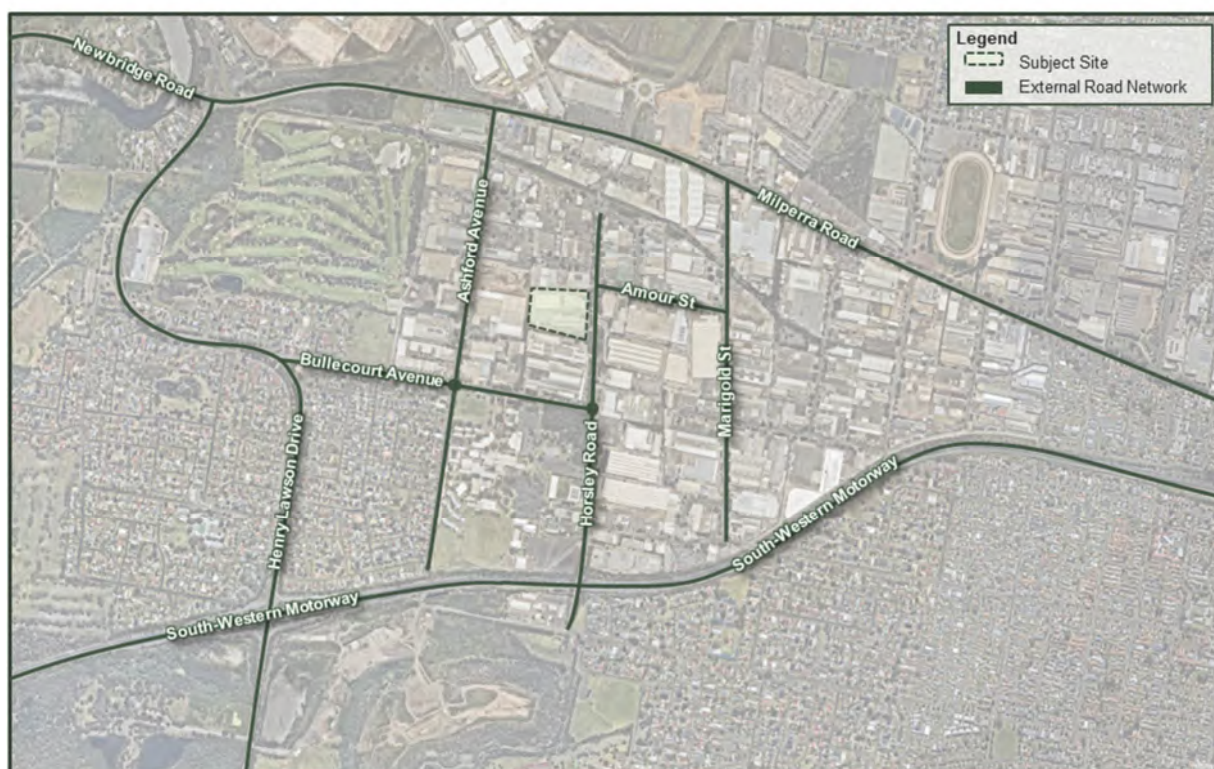 Legend
Subject Site
External Road Network
Newbridge Road
Ashford Avenue
Milperra Road
Amour St
Bullecourt Avenue
Marigold St
Henry Lawson Drive
Horsley Road
South-Western Motorway
South-Western Motorway